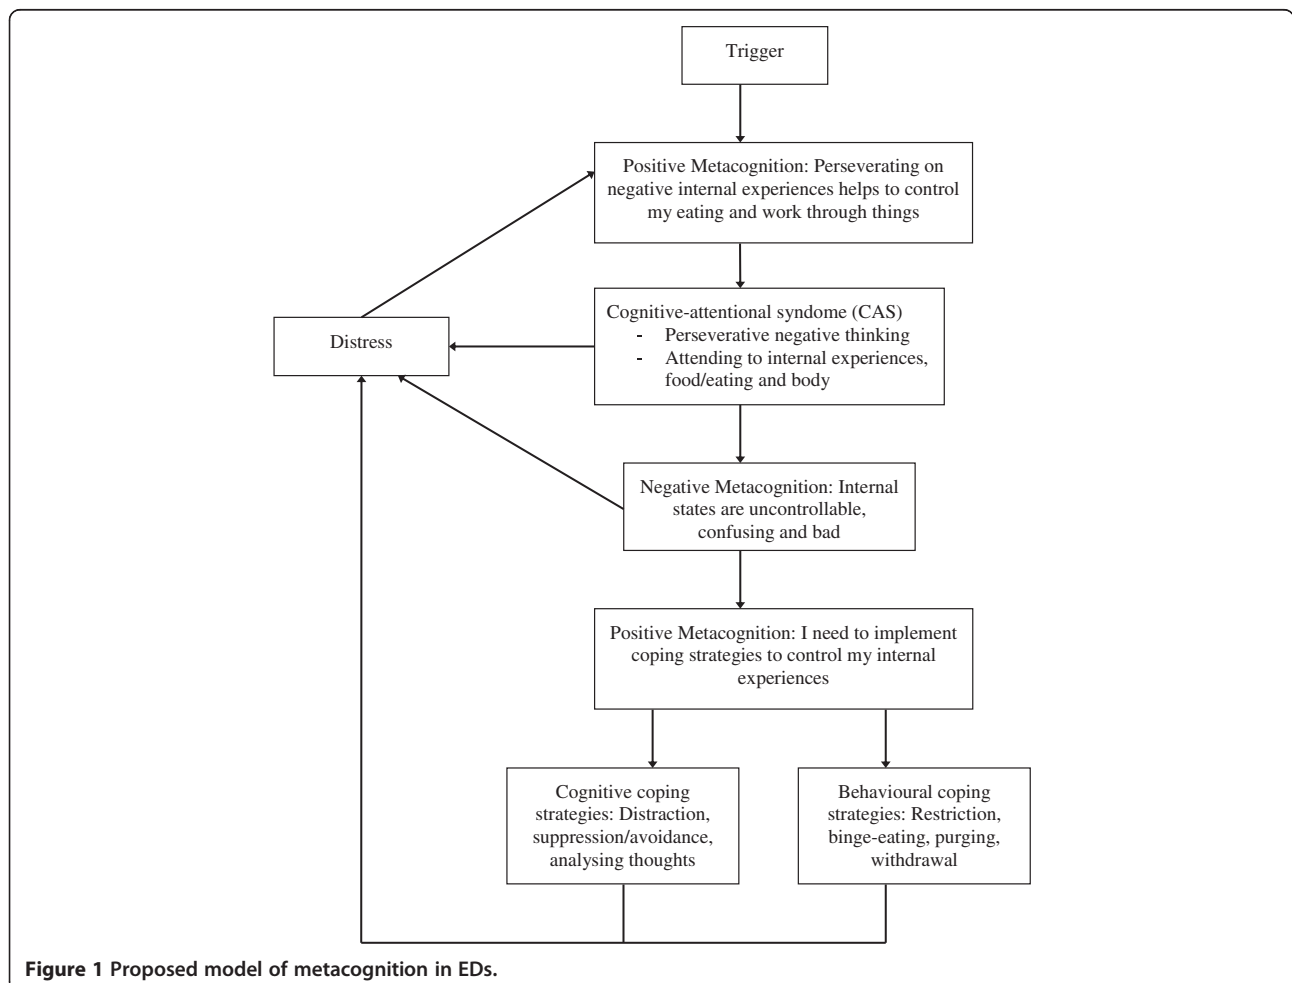 Trigger
Positive Metacognition: Perseverating on
negative internal experiences helps to control
my eating and work through things
Cognitive-attentional syndome (CAS)
- Perseverative negative thinking
- Attending to internal experiences,
food/eating and body
Distress
Negative Metacognition: Internal
states are uncontrollable,
confusing and bad
Positive Metacognition: I need to implement
coping strategies to control my internal
experiences
Cognitive coping
strategies: Distraction,
suppression/avoidance,
analysing thoughts
Behavioural coping
strategies: Restriction,
binge-eating, purging,
withdrawal
Figure 1 Proposed model of metacognition in EDs.